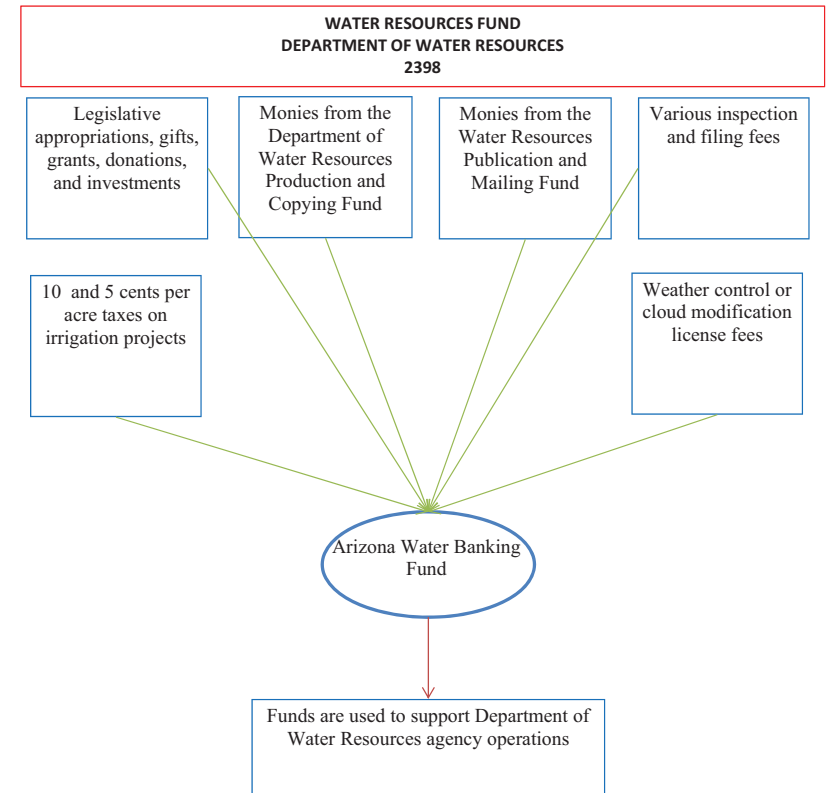 WATER RESOURCES FUND
DEPARTMENT OF WATER RESOURCES
2398
Legislative
appropriations, gifts,
grants, donations,
and investments
Monies from the
Department of
Water Resources
Production and
Copying Fund
Monies from the
Water Resources
Publication and
Mailing Fund
Various inspection
and filing fees
10 and 5 cents per
acre taxes on
irrigation projects
Weather control or
cloud modification
license fees
Arizona Water Banking
Fund
Funds are used to support Department of
Water Resources agency operations